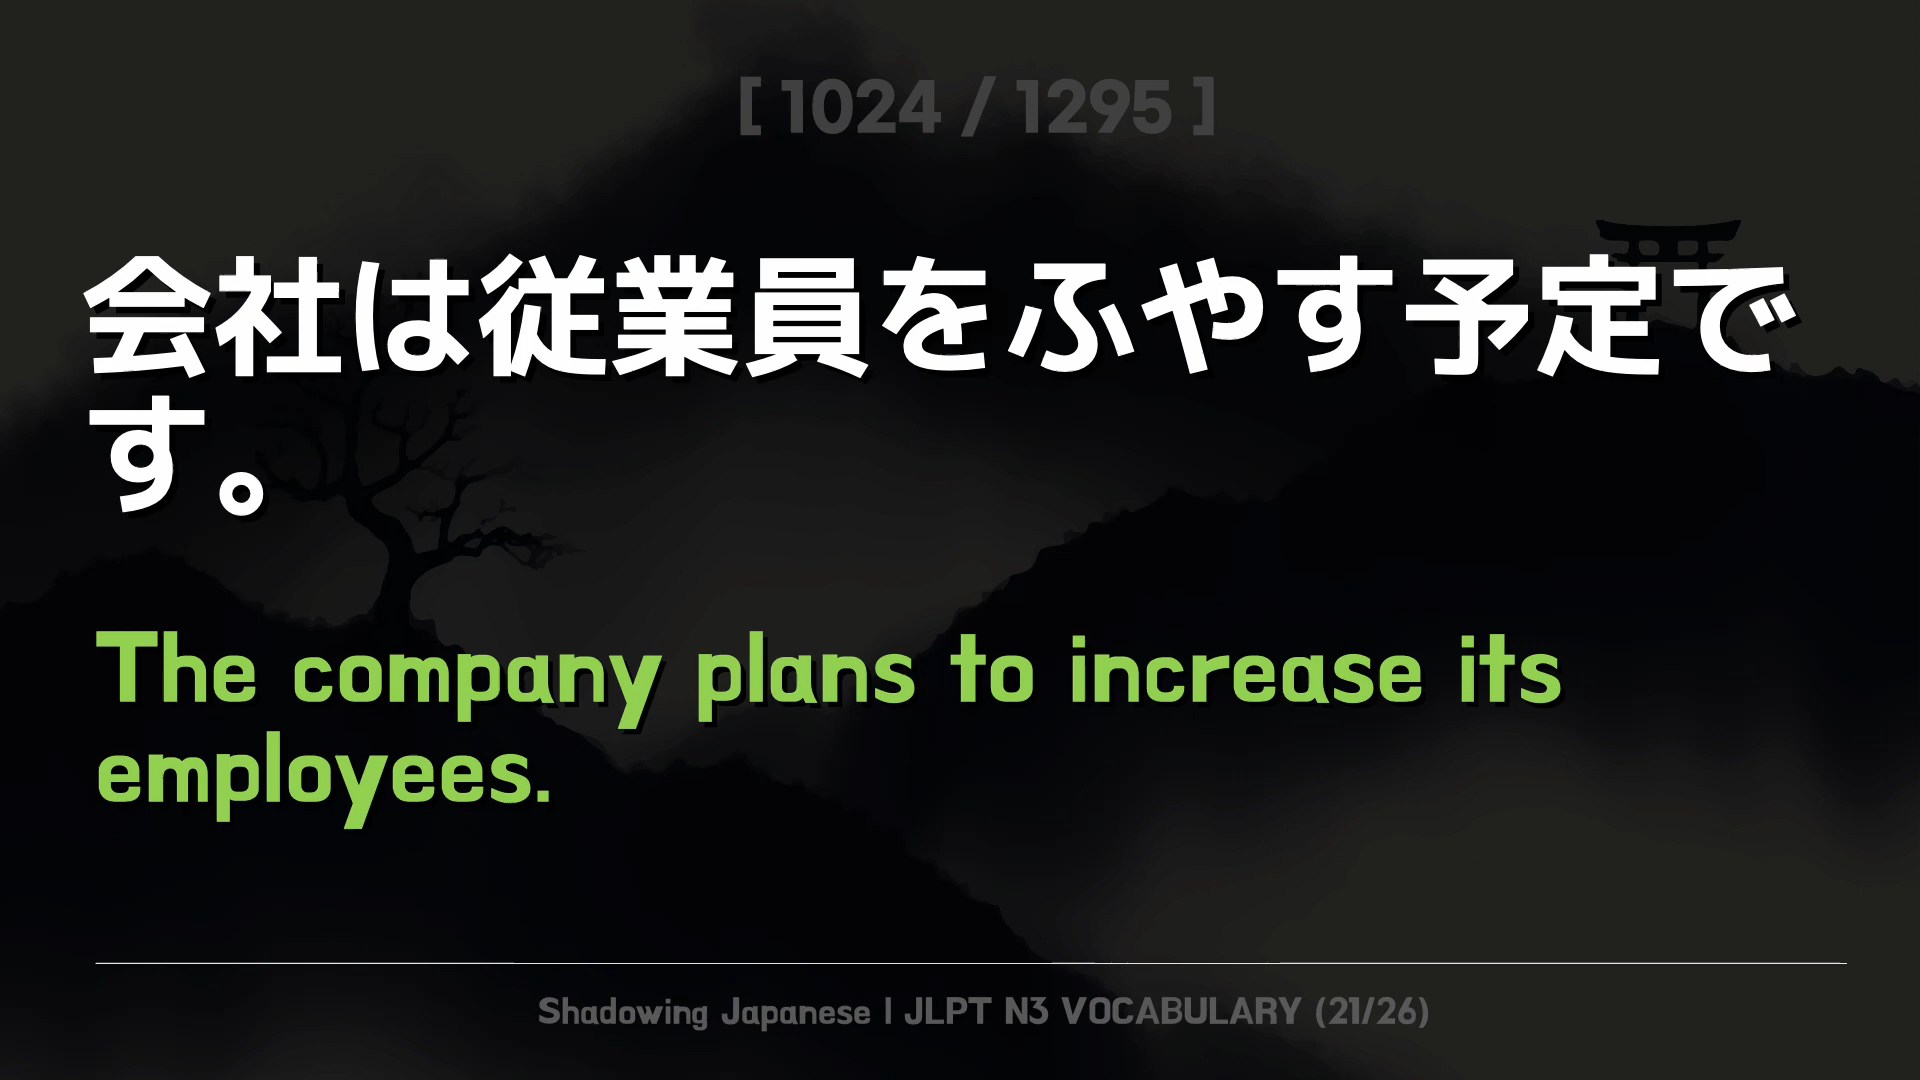 [ 1024 / 1295 ]
会社は従業員をふやす予定で
す。
The company plans to increase its
employees.
Shadowing Japanese | JLPT N3 VOCABULARY (21/26)